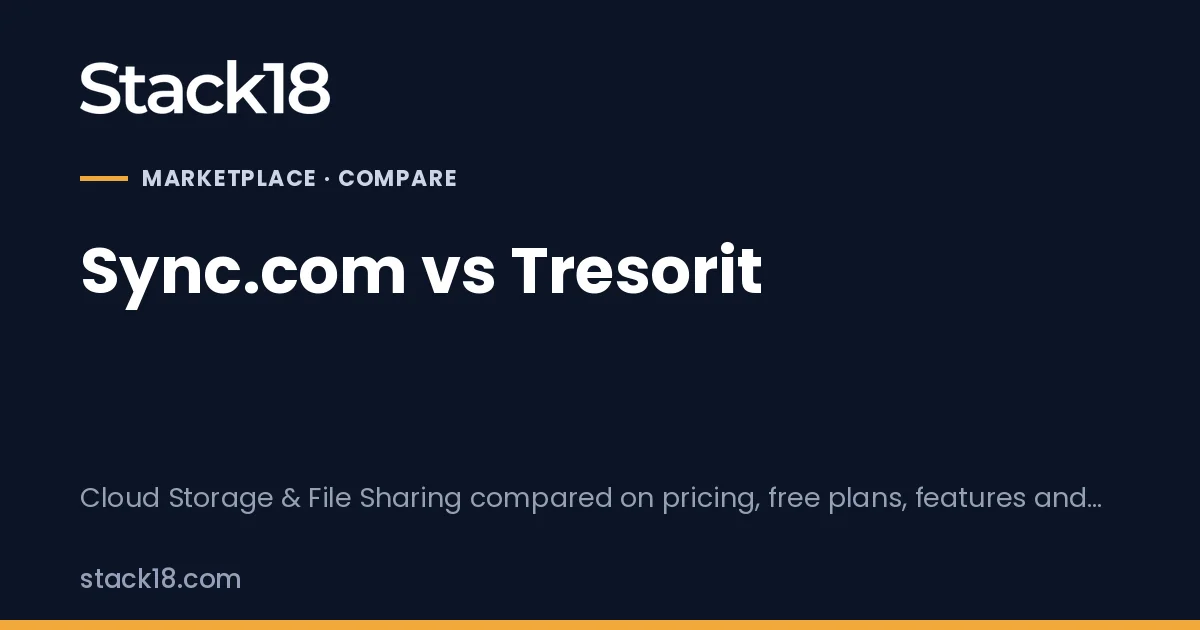 Stack18
MARKETPLACE · COMPARE
Sync.com vs Tresorit
Cloud Storage & File Sharing compared on pricing, free plans, features and…
stack18.com